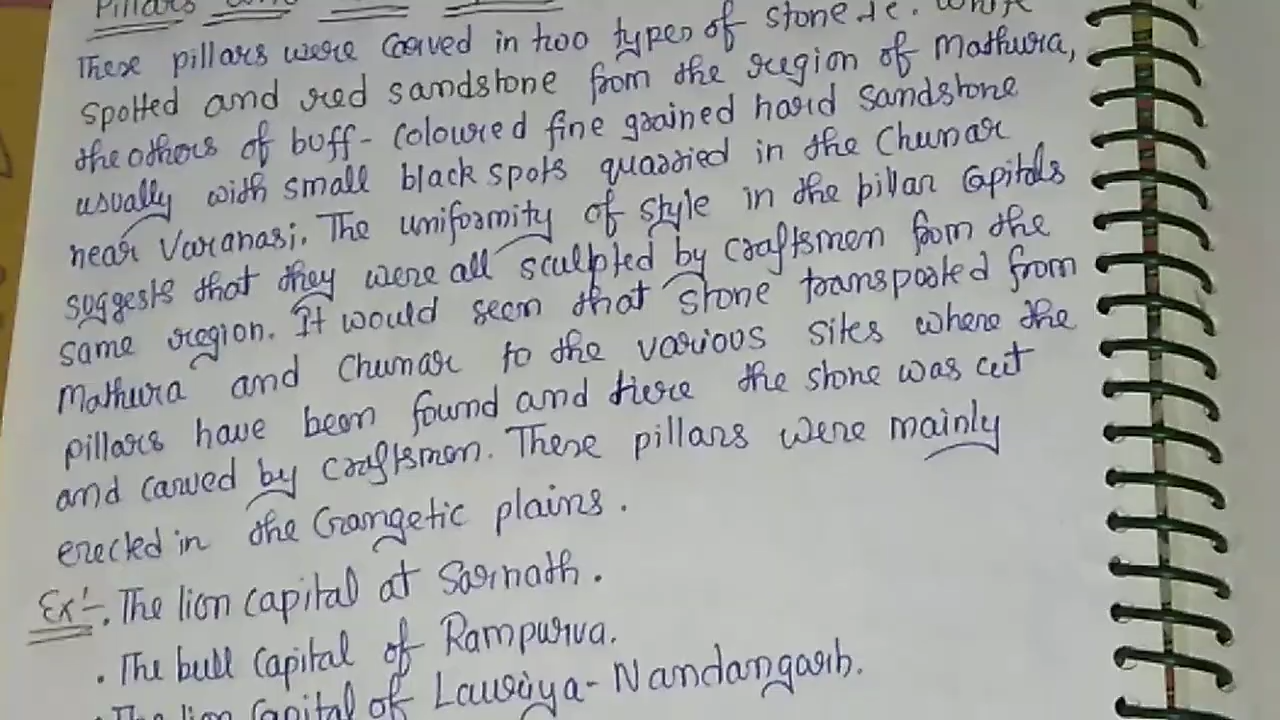 Pillars and
These pillars were Carved in two types of stone ie. White
spotted and red sandstone from the region of Mathura,
the others of buff-coloured fine grained hard sandstone
usually with small black spots quarried in the Chunar
near Varanasi. The uniformity of style in the pillar Capitals
suggests that they were all sculpted by craftsmen from the
same region. It would seem that stone transported from
Mathura and Chunar to the various sites where the
pillars have been found and here the stone was cut
and carved by craftsmen. These pillars were mainly
erected in the Gangetic plains.
Ex:-. The lion capital at Sarnath.
. The bull Capital of Rampurva.
. The lion Capital of Lauriya-Nandangarh.